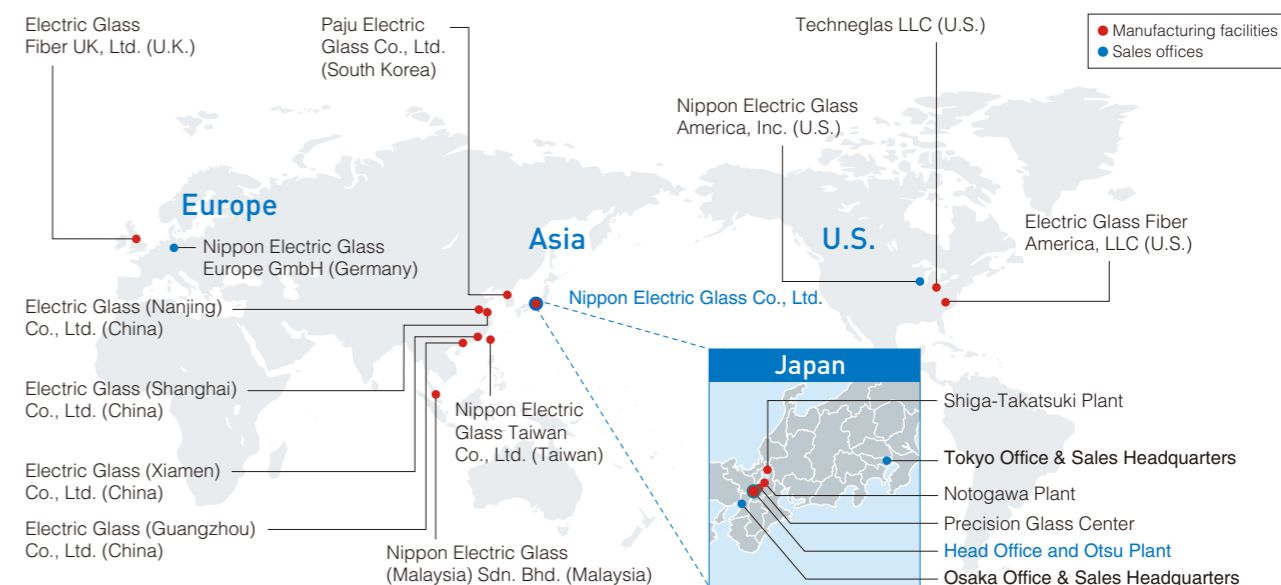 Electric Glass
Fiber UK, Ltd. (U.K.)
Paju Electric
Glass Co., Ltd.
(South Korea)
Techneglas LLC (U.S.)
Manufacturing facilities
Sales offices
Nippon Electric Glass
America, Inc. (U.S.)
Europe
Asia
U.S.
Electric Glass Fiber
America, LLC (U.S.)
Nippon Electric Glass
Europe GmbH (Germany)
Nippon Electric Glass Co., Ltd.
Electric Glass (Nanjing)
Co., Ltd. (China)
Electric Glass (Shanghai)
Co., Ltd. (China)
Electric Glass (Xiamen)
Co., Ltd. (China)
Electric Glass (Guangzhou)
Co., Ltd. (China)
Nippon Electric
Glass Taiwan
Co., Ltd. (Taiwan)
Nippon Electric Glass
(Malaysia) Sdn. Bhd. (Malaysia)
Japan
Shiga-Takatsuki Plant
Tokyo Office & Sales Headquarters
Notogawa Plant
Precision Glass Center
Head Office and Otsu Plant
Osaka Office & Sales Headquarters